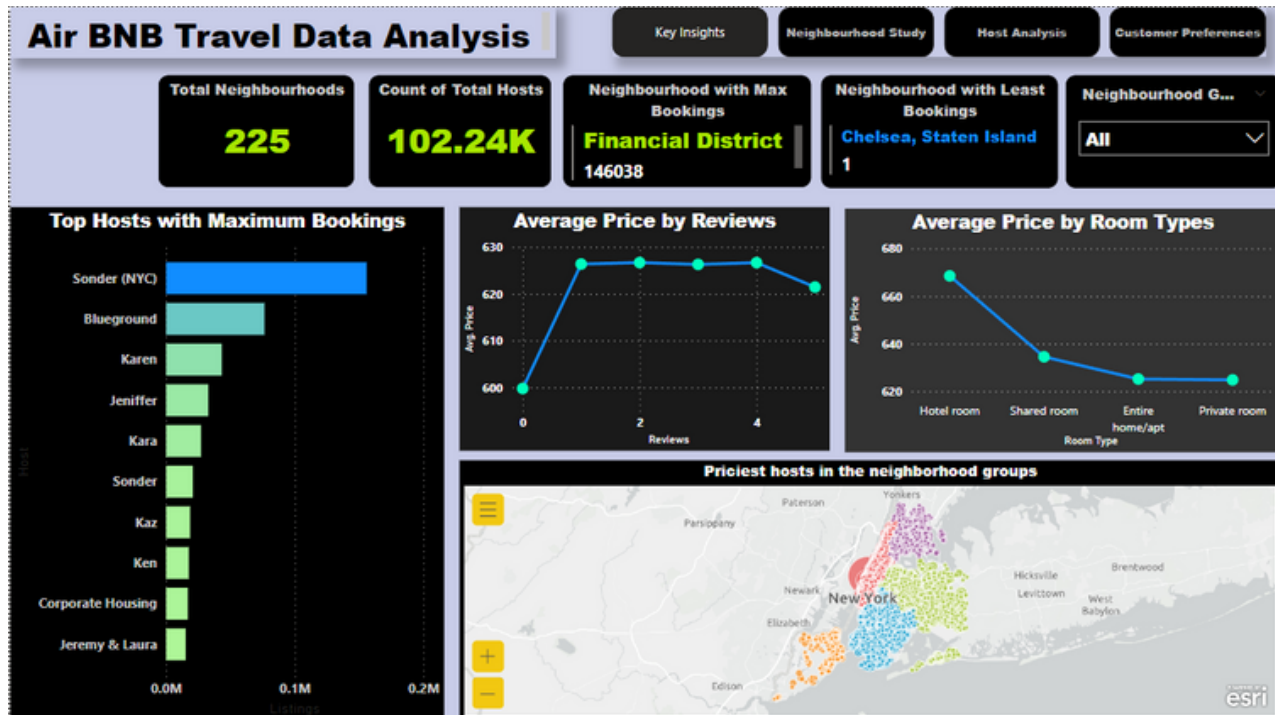 Air BNB Travel Data Analysis
Key Insights
Neighbourhood Study
Host Analysis
Customer Preferences
Total Neighbourhoods
225
Count of Total Hosts
102.24K
Neighbourhood with Max
Bookings
Financial District
146038
Neighbourhood with Least
Bookings
Chelsea, Staten Island
1
Neighbourhood G...
All
Top Hosts with Maximum Bookings
Host
Sonder (NYC)
Blueground
Karen
Jeniffer
Kara
Sonder
Kaz
Ken
Corporate Housing
Jeremy & Laura
0.0M
0.1M
0.2M
Listings
Average Price by Reviews
Avg. Price
630
620
610
600
0
2
4
Reviews
Average Price by Room Types
Avg. Price
680
660
640
620
Hotel room
Shared room
Entire
home/apt
Private room
Room Type
Priciest hosts in the neighborhood groups
Yonkers
Paterson
Parsippany
Newark
New York
Elizabeth
Edison
Hicksville
Levittown
Brentwood
West
Babylon
+
−
esri